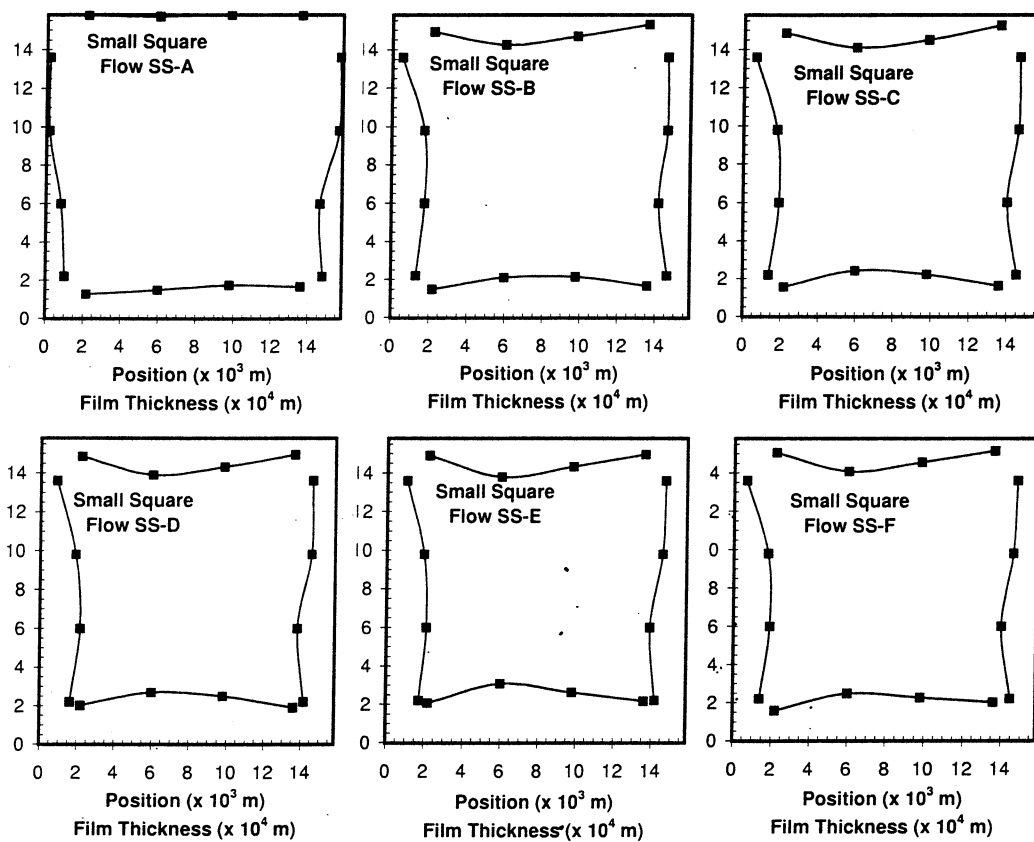 14
12
10
8
6
4
2
0
Small Square
Flow SS-A
0 2 4 6 8 10 12 14
Position (x 10³ m)
Film Thickness (x 10⁴ m)
14
12
10
8
6
4
2
0
Small Square
Flow SS-B
0 2 4 6 8 10 12 14
Position (x 10³ m)
Film Thickness (x 10⁴ m)
14
12
10
8
6
4
2
0
Small Square
Flow SS-C
0 2 4 6 8 10 12 14
Position (x 10³ m)
Film Thickness (x 10⁴ m)
14
12
10
8
6
4
2
0
Small Square
Flow SS-D
0 2 4 6 8 10 12 14
Position (x 10³ m)
Film Thickness (x 10⁴ m)
14
12
10
8
6
4
2
0
Small Square
Flow SS-E
0 2 4 6 8 10 12 14
Position (x 10³ m)
Film Thickness (x 10⁴ m)
4
2
0
8
6
4
2
0
Small Square
Flow SS-F
0 2 4 6 8 10 12 14
Position (x 10³ m)
Film Thickness (x 10⁴ m)